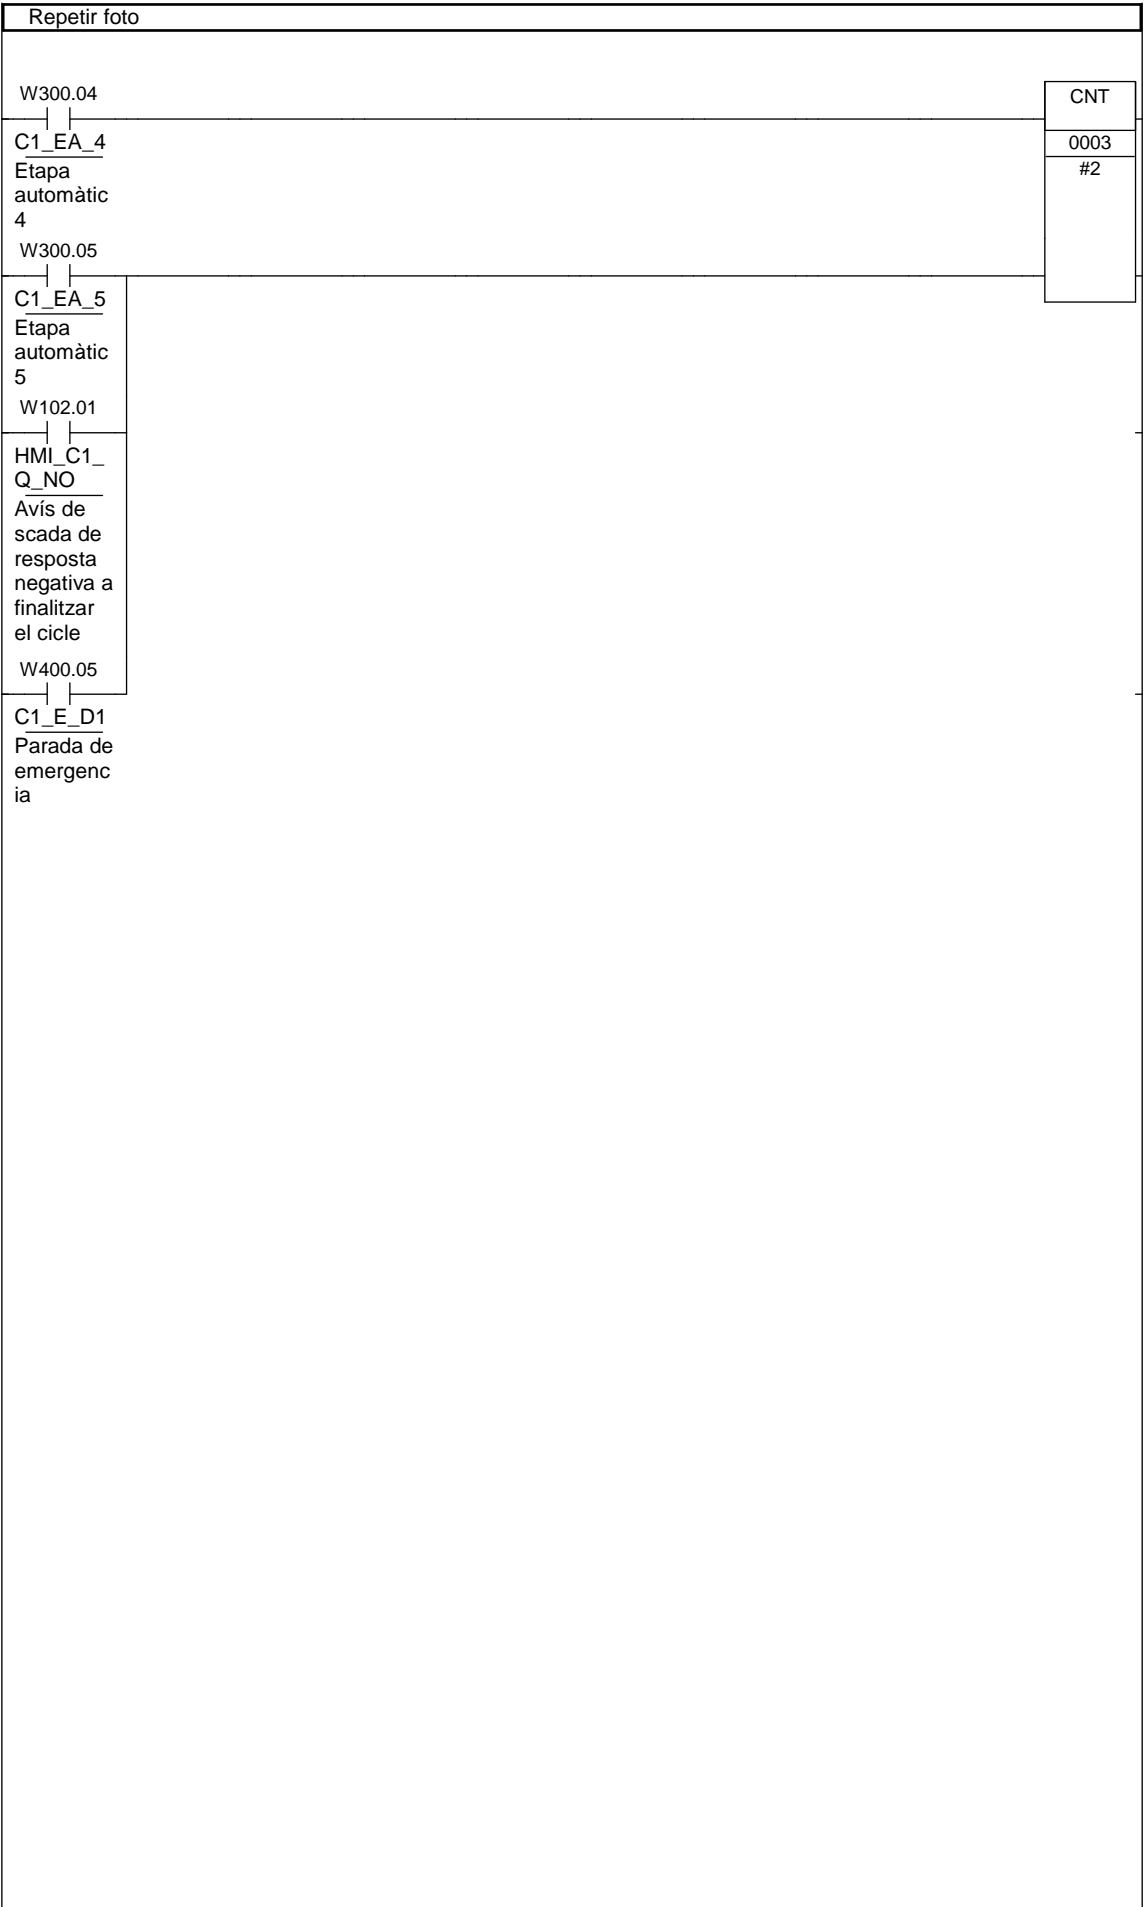 Repetir foto
W300.04
CNT
C1_EA_4
0003
Etapa
#2
automàtic
4
W300.05
C1_EA_5
Etapa
automàtic
5
W102.01
HMI_C1_
Q_NO
Avís de
scada de
resposta
negativa a
finalitzar
el cicle
W400.05
C1_E_D1
Parada de
emergenc
ia